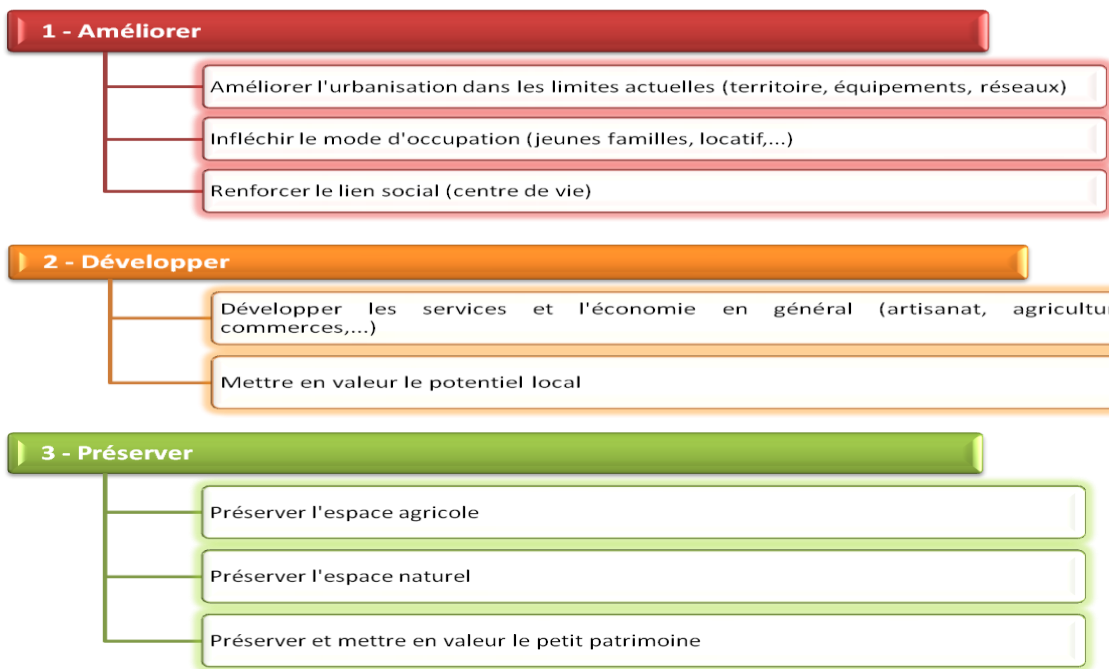 1 - Améliorer
Améliorer l'urbanisation dans les limites actuelles (territoire, équipements, réseaux)
Infléchir le mode d'occupation (jeunes familles, locatif,...)
Renforcer le lien social (centre de vie)
2 - Développer
Développer les services et l'économie en général (artisanat,
commerces,...)
Mettre en valeur le potentiel local
3 - Préserver
Préserver l'espace agricole
Préserver l'espace naturel
Préserver et mettre en valeur le petit patrimoine